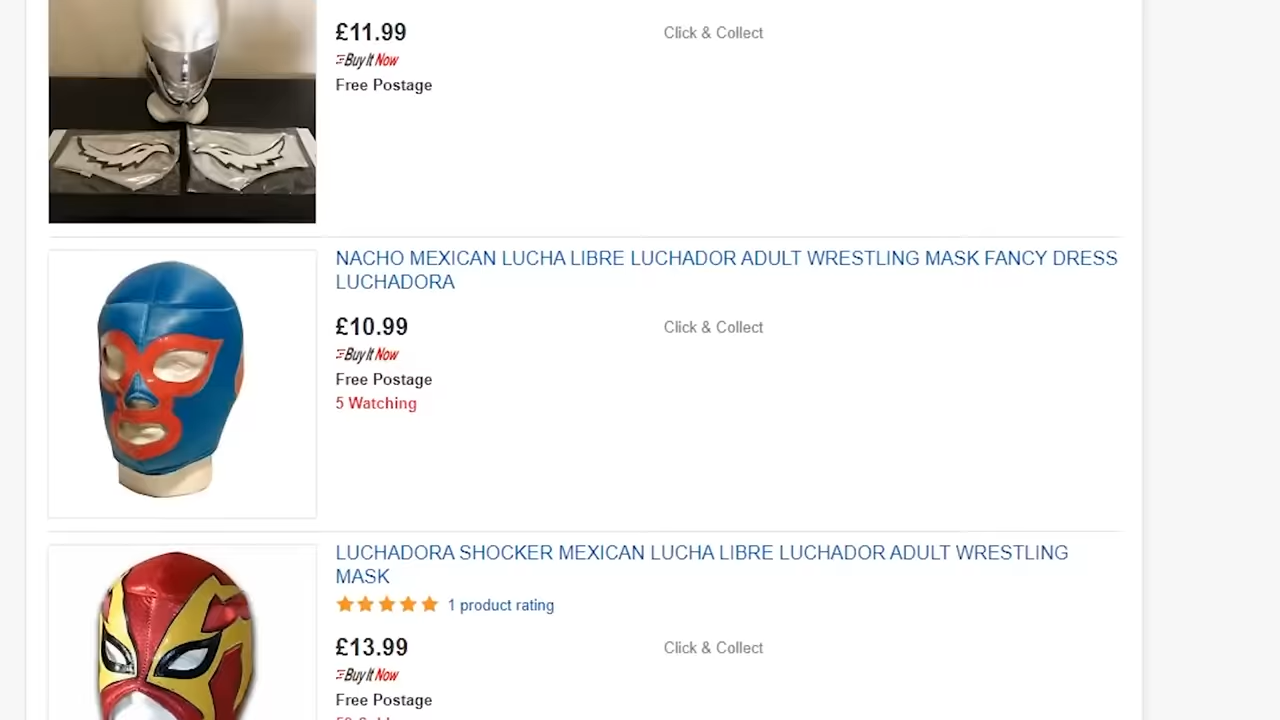 £11.99
Click & Collect
Buy It Now
Free Postage
NACHO MEXICAN LUCHA LIBRE LUCHADOR ADULT WRESTLING MASK FANCY DRESS
LUCHADORA
£10.99
Click & Collect
Buy It Now
Free Postage
5 Watching
LUCHADORA SHOCKER MEXICAN LUCHA LIBRE LUCHADOR ADULT WRESTLING
MASK
1 product rating
£13.99
Click & Collect
Buy It Now
Free Postage